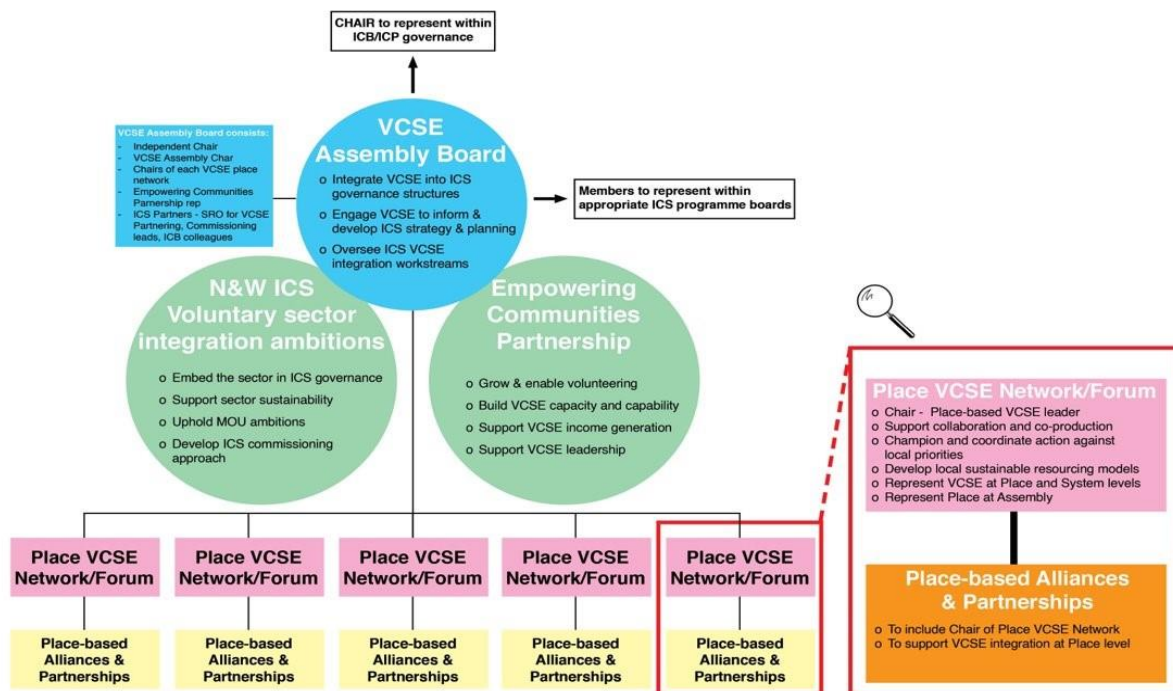 CHAIR to represent within
ICB/ICP governance
VCSE
Assembly Board
o Integrate VCSE into ICS
governance structures
o Engage VCSE to inform &
develop ICS strategy & planning
o Oversee ICS VCSE
integration workstreams
VCSE Assembly Board consists:
- Independent Chair
- VCSE Assembly Char
- Chairs of each VCSE place
network
- Empowering Communities
Parnership rep
- ICS Partners - SRO for VCSE
Partnering, Commissioning
leads, ICB colleagues
Members to represent within
appropriate ICS programme boards
N&W ICS
Voluntary sector
integration ambitions
o Embed the sector in ICS governance
o Support sector sustainability
o Uphold MOU ambitions
o Develop ICS commissioning
approach
Empowering
Communities
Partnership
o Grow & enable volunteering
o Build VCSE capacity and capability
o Support VCSE income generation
o Support VCSE leadership
Place VCSE
Network/Forum
Place VCSE
Network/Forum
Place VCSE
Network/Forum
Place VCSE
Network/Forum
Place VCSE
Network/Forum
Place-based
Alliances &
Partnerships
Place-based
Alliances &
Partnerships
Place-based
Alliances &
Partnerships
Place-based
Alliances &
Partnerships
Place-based
Alliances &
Partnerships
Place VCSE Network/Forum
o Chair - Place-based VCSE leader
o Support collaboration and co-production
o Champion and coordinate action against
local priorities
o Develop local sustainable resourcing models
o Represent VCSE at Place and System levels
o Represent Place at Assembly
Place-based Alliances
& Partnerships
o To include Chair of Place VCSE Network
o To support VCSE integration at Place level